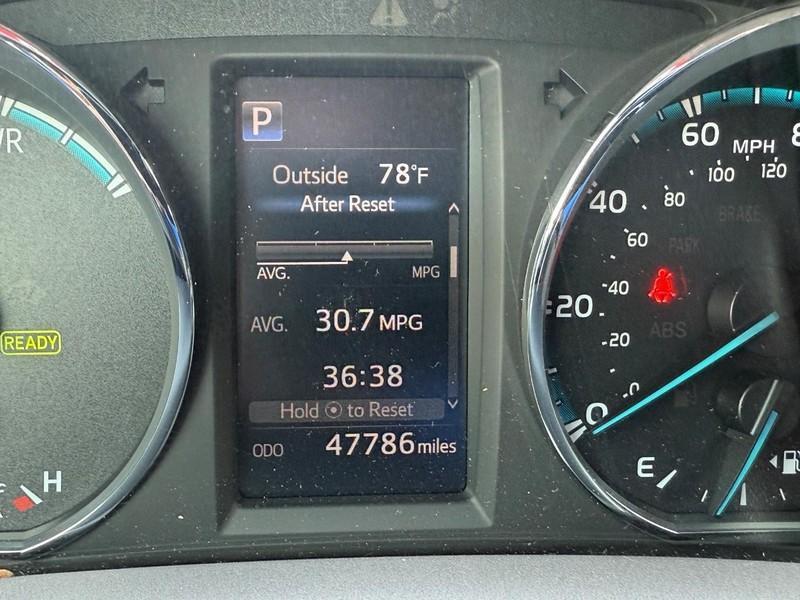 P
Outside 78°F
After Reset
AVG. MPG
AVG. 30.7 MPG
36:38
Hold to Reset
ODO 47786 miles
READY
H
60 MPH
100 120
80
40
BRAKE
60
PARK
40
20
ABS
20
0
0
E